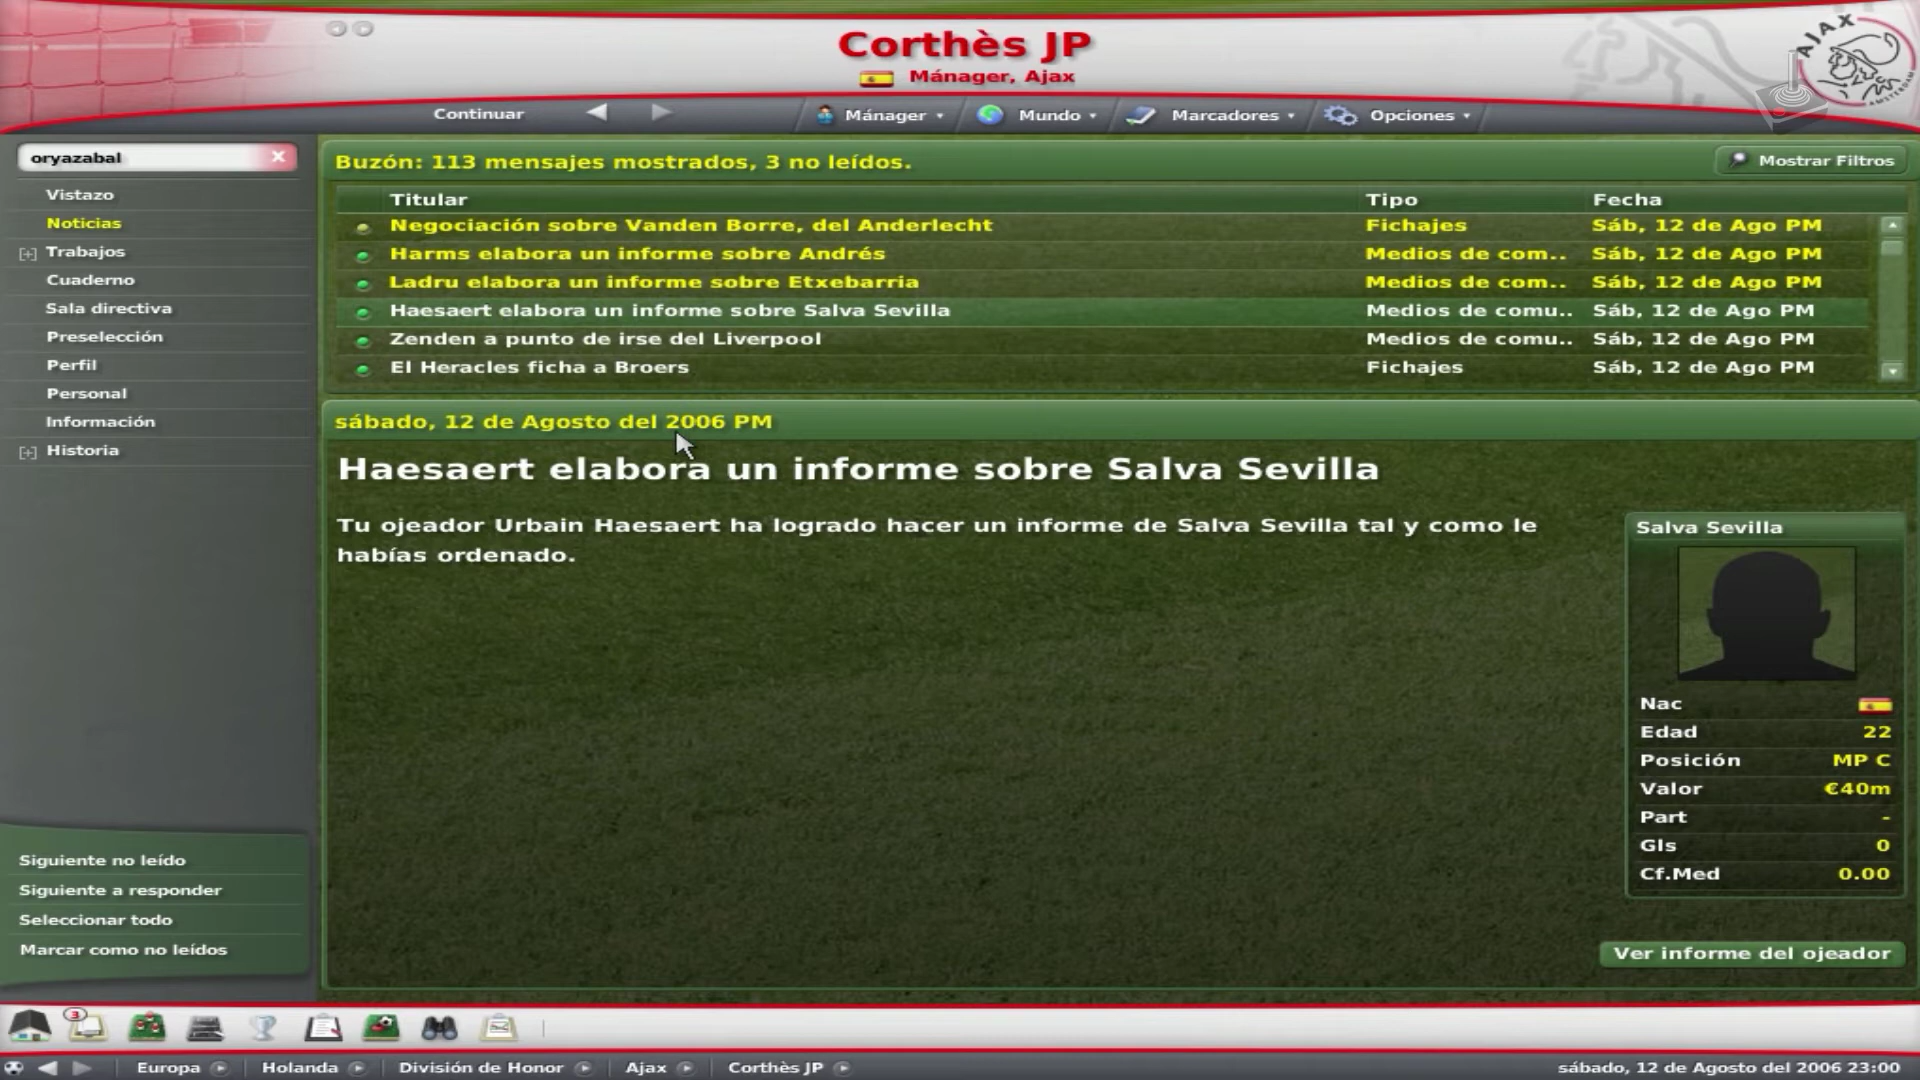 Corthès JP
Mánager, Ajax
AJAX
AMSTERDAM
Continuar
Mánager
Mundo
Marcadores
Opciones
oryazabal
Vistazo
Noticias
[+] Trabajos
Cuaderno
Sala directiva
Preselección
Perfil
Personal
Información
[+] Historia
Buzón: 113 mensajes mostrados, 3 no leídos.
Mostrar Filtros
Titular Tipo Fecha
Negociación sobre Vanden Borre, del Anderlecht Fichajes Sáb, 12 de Ago PM
Harms elabora un informe sobre Andrés Medios de com.. Sáb, 12 de Ago PM
Ladru elabora un informe sobre Etxebarria Medios de com.. Sáb, 12 de Ago PM
Haesaert elabora un informe sobre Salva Sevilla Medios de comu.. Sáb, 12 de Ago PM
Zenden a punto de irse del Liverpool Medios de comu.. Sáb, 12 de Ago PM
El Heracles ficha a Broers Fichajes Sáb, 12 de Ago PM
sábado, 12 de Agosto del 2006 PM
Haesaert elabora un informe sobre Salva Sevilla
Tu ojeador Urbain Haesaert ha logrado hacer un informe de Salva Sevilla tal y como le
habías ordenado.
Salva Sevilla
Nac
Edad 22
Posición MP C
Valor €40m
Part -
Gls 0
Cf.Med 0.00
Ver informe del ojeador
Siguiente no leído
Siguiente a responder
Seleccionar todo
Marcar como no leídos
3
Europa
Holanda
División de Honor
Ajax
Corthès JP
sábado, 12 de Agosto del 2006 23:00